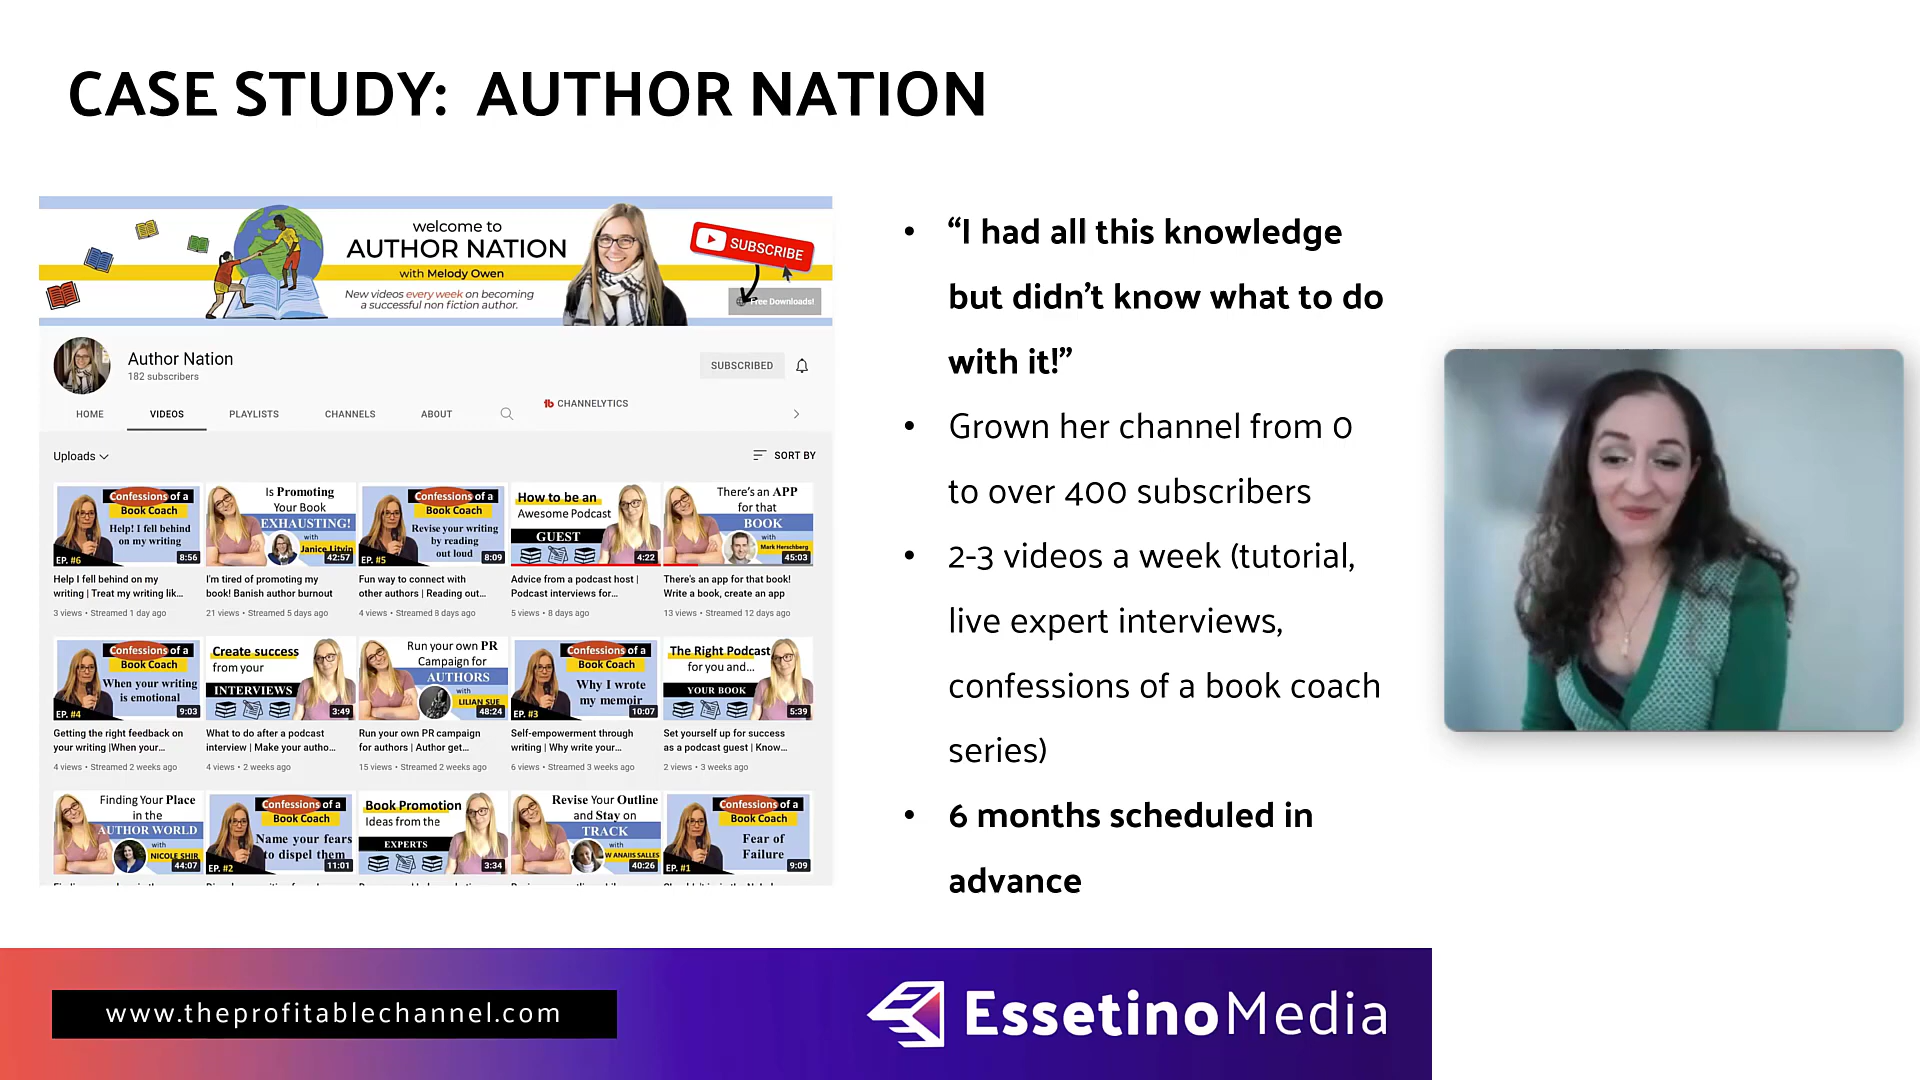 CASE STUDY: AUTHOR NATION
welcome to
AUTHOR NATION
with Melody Owen
New videos every week on becoming
a successful non fiction author.
SUBSCRIBE
Free Downloads!
Author Nation
182 subscribers
SUBSCRIBED
HOME VIDEOS PLAYLISTS CHANNELS ABOUT
CHANNELYTICS
Uploads
SORT BY
Confessions of a
Book Coach
Help! I fell behind
on my writing
EP. #6
8:56
Is Promoting
Your Book
EXHAUSTING!
with
Janice Litvin
42:57
Confessions of a
Book Coach
Revise your writing
by reading
out loud
EP. #5
8:09
How to be an
Awesome Podcast
GUEST
4:22
There's an APP
for that
BOOK
with
Mark Herschberg
45:03
Help I fell behind on my
writing | Treat my writing lik...
3 views • Streamed 1 day ago
I'm tired of promoting my
book! Banish author burnout
21 views • Streamed 5 days ago
Fun way to connect with
other authors | Reading out...
4 views • Streamed 8 days ago
Advice from a podcast host |
Podcast interviews for...
5 views • 8 days ago
There's an app for that book!
Write a book, create an app
13 views • Streamed 12 days ago
Confessions of a
Book Coach
When your writing
is emotional
EP. #4
9:03
Create success
from your
INTERVIEWS
3:49
Run your own PR
Campaign for
AUTHORS
with
LILIAN SUE
48:24
Confessions of a
Book Coach
Why I wrote
my memoir
EP. #3
10:07
The Right Podcast
for you and...
YOUR BOOK
5:39
Getting the right feedback on
your writing |When your...
4 views • Streamed 2 weeks ago
What to do after a podcast
interview | Make your autho...
4 views • 2 weeks ago
Run your own PR campaign
for authors | Author get...
15 views • Streamed 2 weeks ago
Self-empowerment through
writing | Why write your...
6 views • Streamed 3 weeks ago
Set yourself up for success
as a podcast guest | Know...
2 views • 3 weeks ago
Finding Your Place
in the
AUTHOR WORLD
with
NICOLE SHIR
44:07
Confessions of a
Book Coach
Name your fears
to dispel them
EP. #2
11:01
Book Promotion
Ideas from the
EXPERTS
3:34
Revise Your Outline
and Stay on
TRACK
with
W ANAIIS SALLES
40:26
Confessions of a
Book Coach
Fear of
Failure
EP. #1
9:09
• “I had all this knowledge
but didn’t know what to do
with it!”
• Grown her channel from 0
to over 400 subscribers
• 2-3 videos a week (tutorial,
live expert interviews,
confessions of a book coach
series)
• 6 months scheduled in
advance
www.theprofitablechannel.com
EssetinoMedia